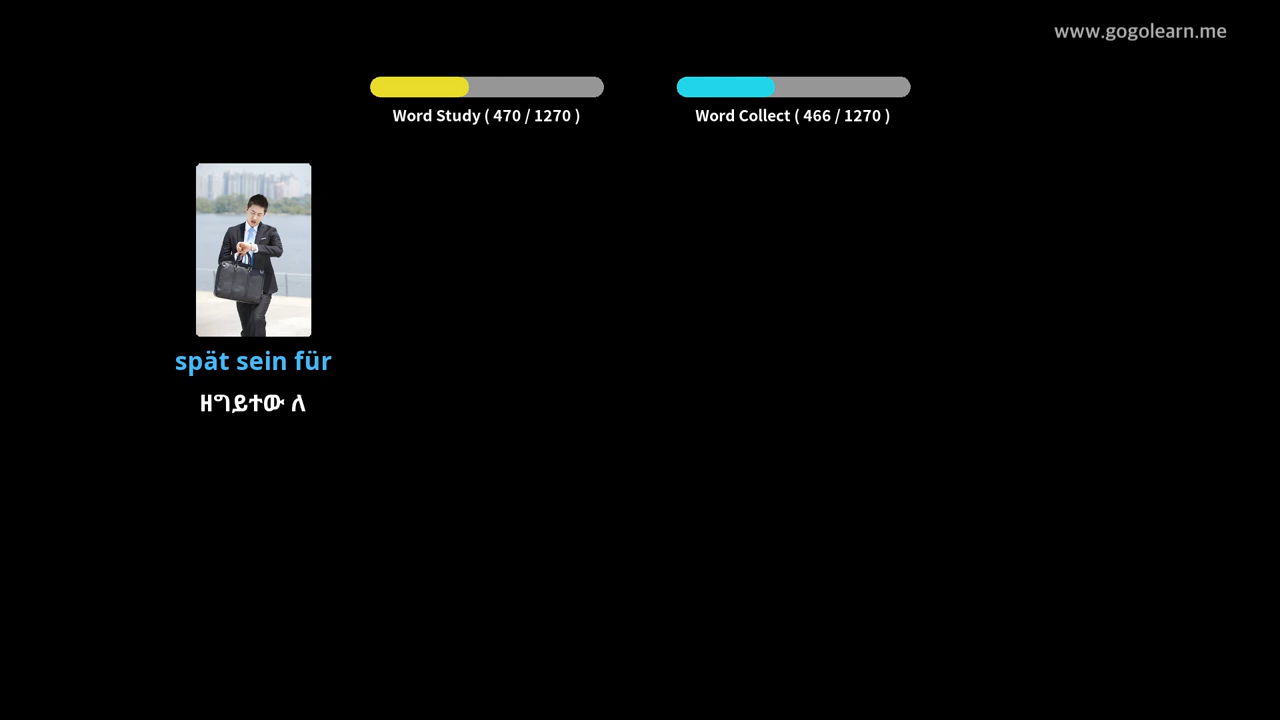 www.gogolearn.me
Word Study ( 470 / 1270 )
Word Collect ( 466 / 1270 )
spät sein für
ዘግይተው ለ